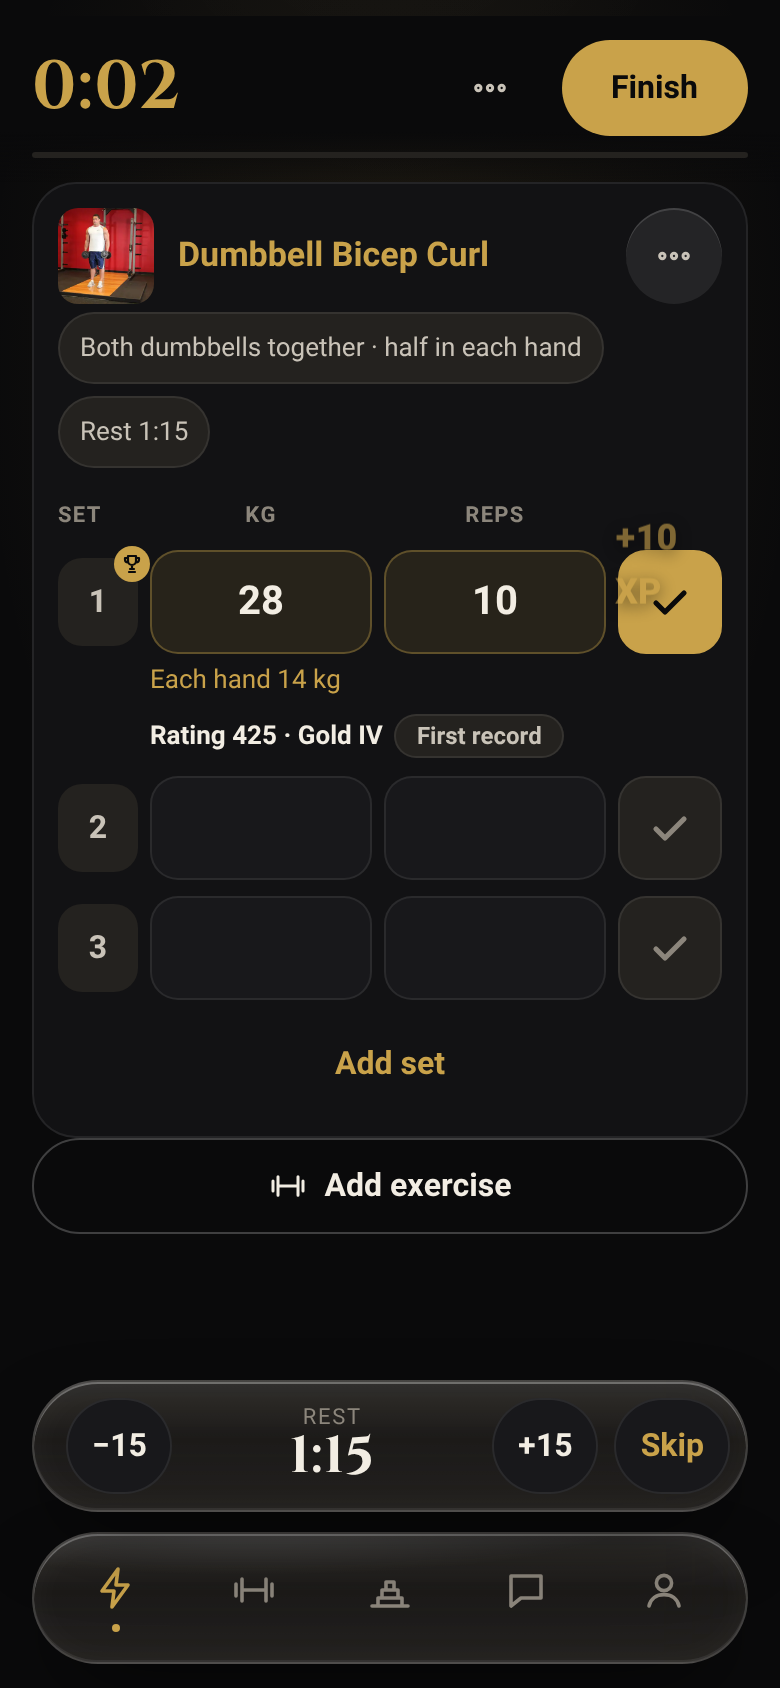 0:02
Finish
Dumbbell Bicep Curl
Both dumbbells together · half in each hand
Rest 1:15
SET KG REPS
+10 XP
1 28 10
Each hand 14 kg
Rating 425 · Gold IV First record
2
3
Add set
Add exercise
REST
−15 1:15 +15 Skip